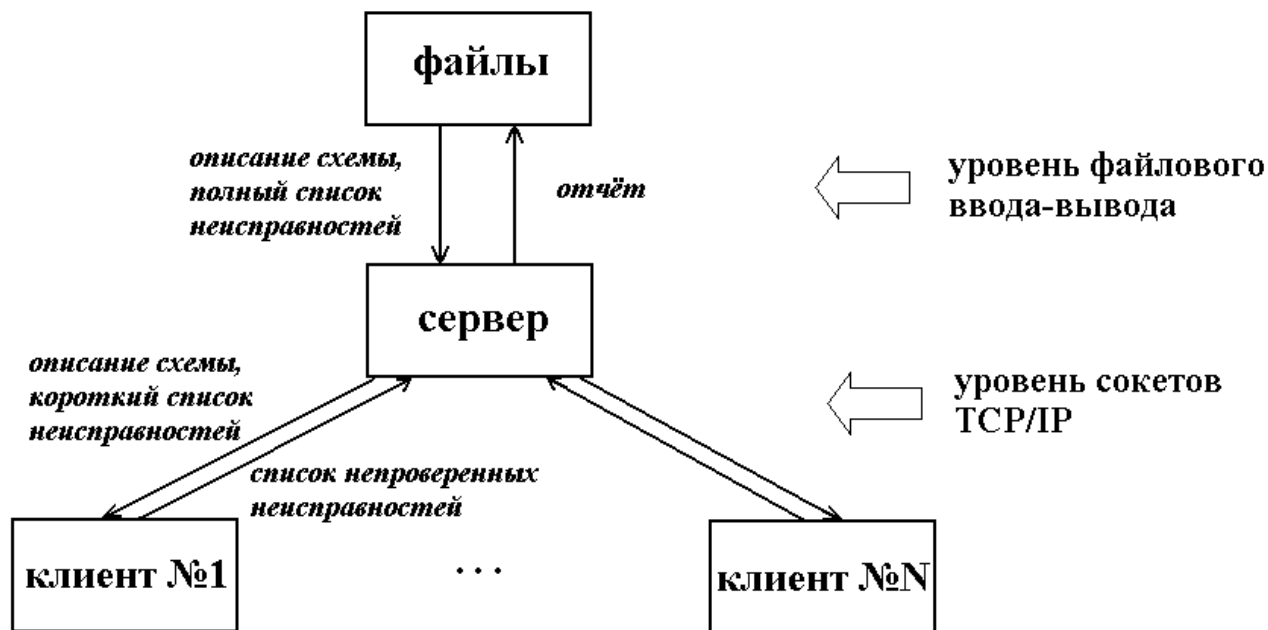 файлы
описание схемы,
полный список
неисправностей
отчёт
уровень файлового
ввода-вывода
сервер
описание схемы,
короткий список
неисправностей
уровень сокетов
TCP/IP
список непроверенных
неисправностей
клиент №1
. . .
клиент №N